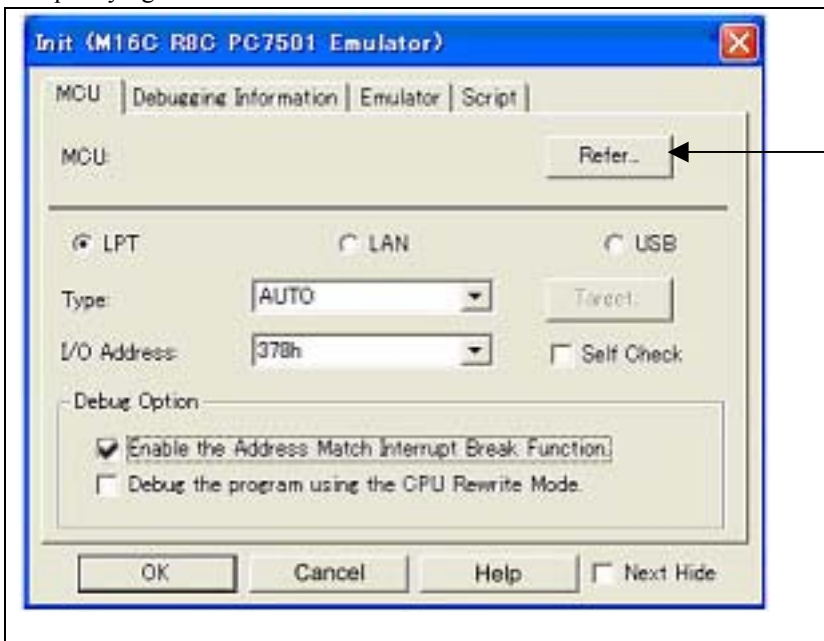 Init (M16C R8C PC7501 Emulator)
MCU Debugging Information Emulator Script
MCU: Refer...
LPT LAN USB
Type: AUTO Target.
I/O Address: 378h Self Check
Debug Option
Enable the Address Match Interrupt Break Function.
Debug the program using the CPU Rewrite Mode.
OK Cancel Help Next Hide